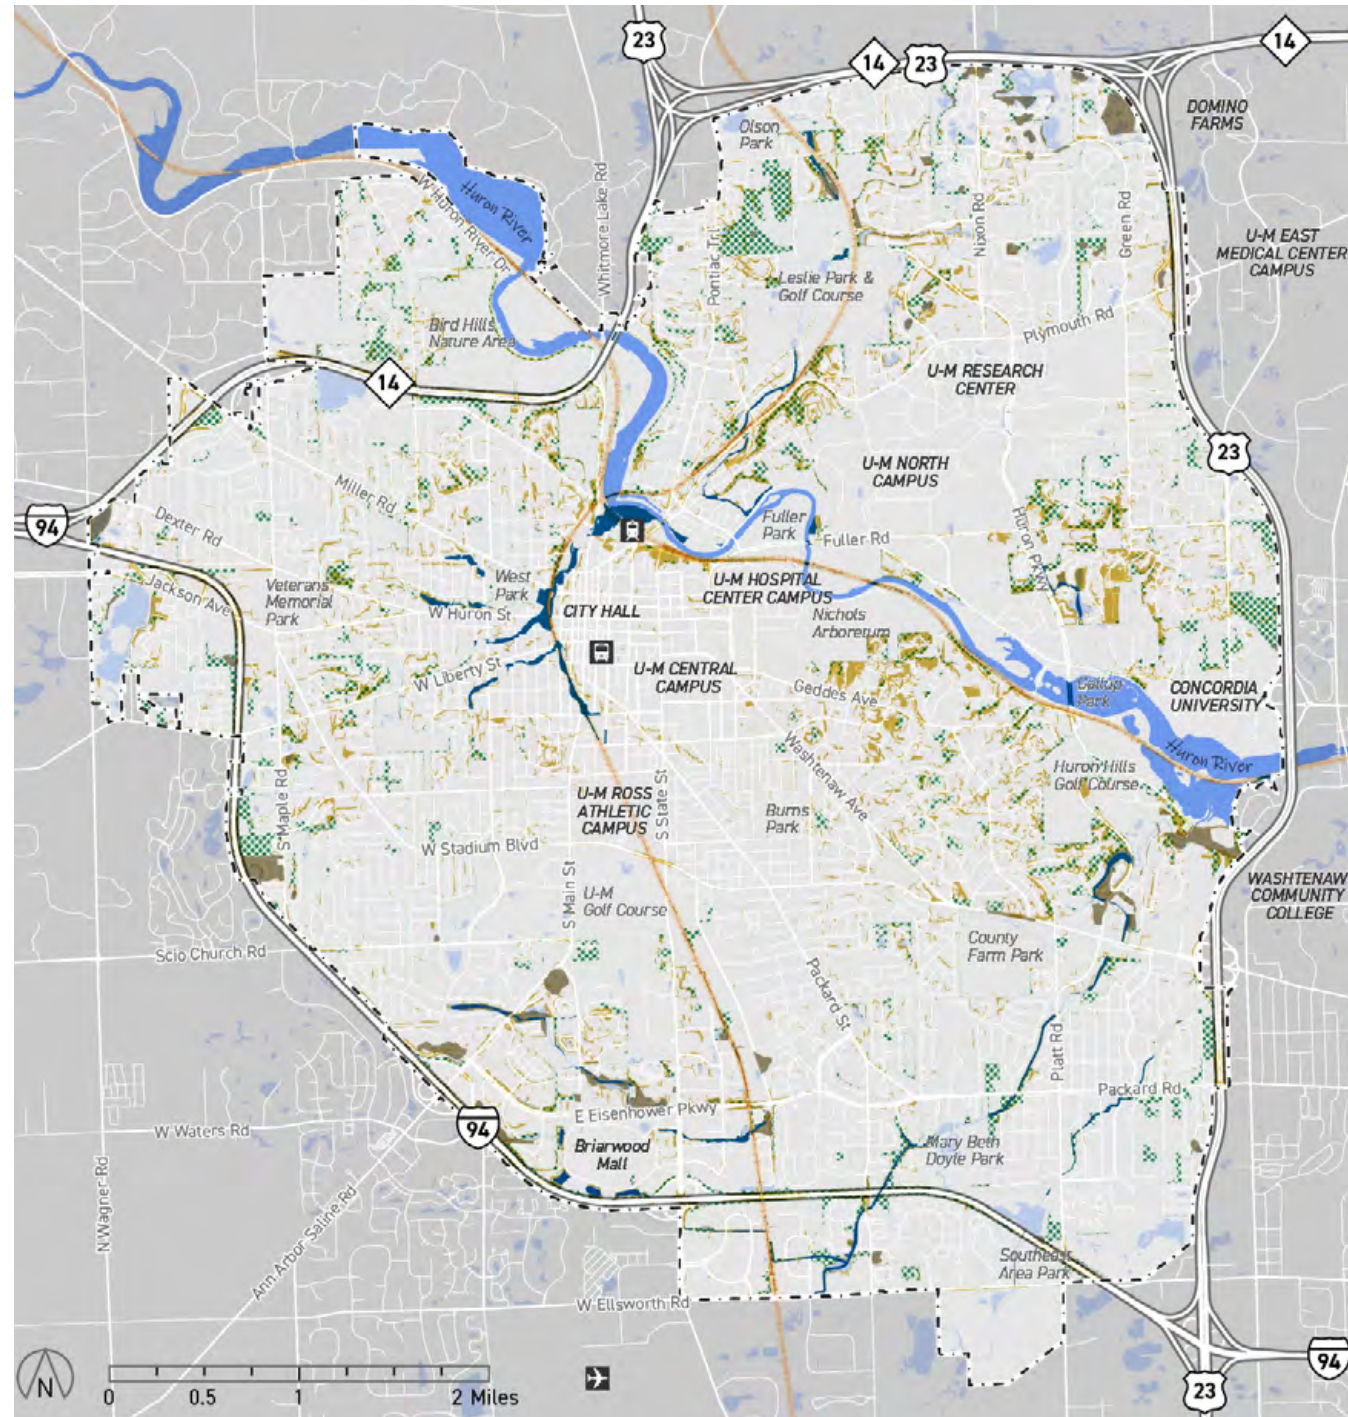 23
14
14
23
DOMINO
FARMS
Olson
Park
Huron River
W Huron River Dr
Whitmore Lake Rd
Pontiac Trl
Nixon Rd
Green Rd
U-M EAST
MEDICAL CENTER
CAMPUS
Leslie Park &
Golf Course
Bird Hills
Nature Area
Plymouth Rd
14
U-M RESEARCH
CENTER
23
U-M NORTH
CAMPUS
Miller Rd
94
Dexter Rd
Fuller
Park
Fuller Rd
Huron Pkwy
Jackson Ave
Veterans
Memorial
Park
West
Park
W Huron St
CITY HALL
U-M HOSPITAL
CENTER CAMPUS
Nichols
Arboretum
W Liberty St
U-M CENTRAL
CAMPUS
Geddes Ave
Gallup
Park
CONCORDIA
UNIVERSITY
Washtenaw Ave
Huron River
Huron Hills
Golf Course
S Maple Rd
U-M ROSS
ATHLETIC
CAMPUS
S State St
Burns
Park
W Stadium Blvd
S Main St
U-M
Golf Course
WASHTENAW
COMMUNITY
COLLEGE
Scio Church Rd
County
Farm Park
Packard St
Platt Rd
Packard Rd
E Eisenhower Pkwy
94
W Waters Rd
Briarwood
Mall
Mary Beth
Doyle Park
N Wagner Rd
Ann Arbor Saline Rd
Southeast
Area Park
W Ellsworth Rd
94
23
N
0 0.5 1 2 Miles